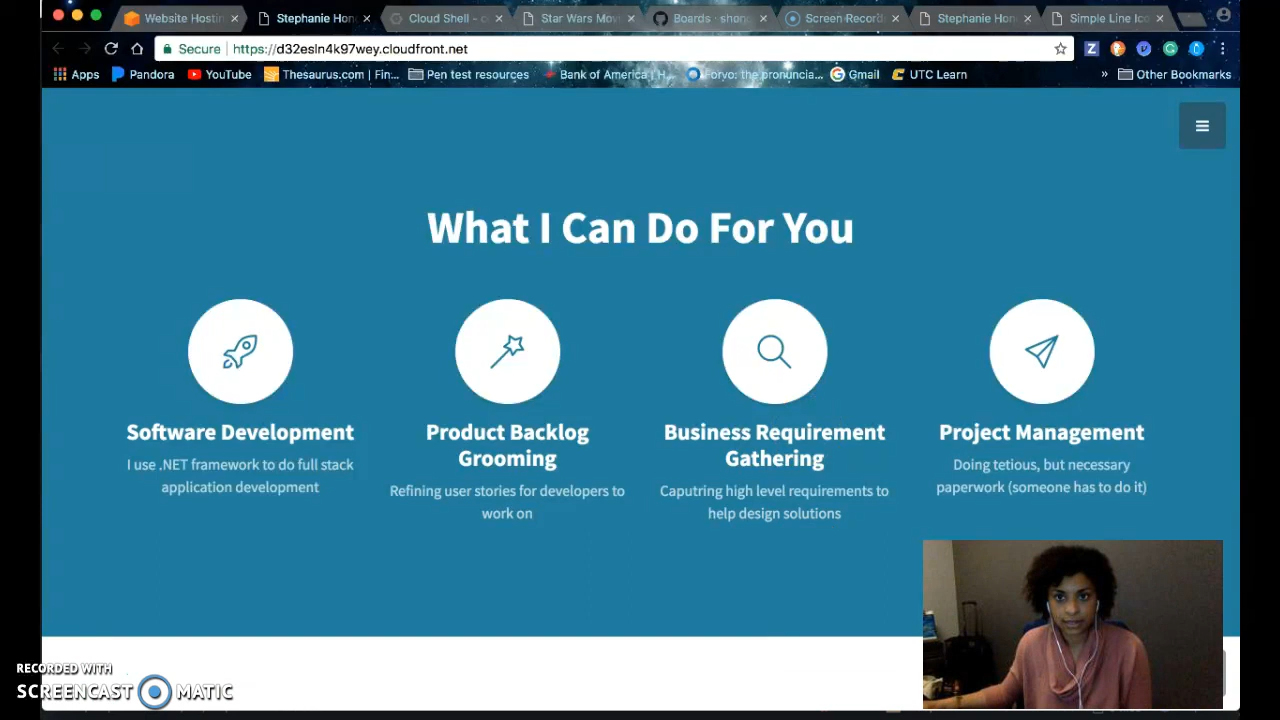 Website Hostin
Stephanie Hon
Cloud Shell - c
Star Wars Mov
Boards · shon
Screen Record
Stephanie Hon
Simple Line Ico
Secure
https://d32esln4k97wey.cloudfront.net
Apps
Pandora
YouTube
Thesaurus.com | Fin...
Pen test resources
Bank of America | H...
Forvo: the pronuncia...
Gmail
UTC Learn
» Other Bookmarks
What I Can Do For You
Software Development
I use .NET framework to do full stack
application development
Product Backlog
Grooming
Refining user stories for developers to
work on
Business Requirement
Gathering
Caputring high level requirements to
help design solutions
Project Management
Doing tetious, but necessary
paperwork (someone has to do it)
RECORDED WITH
SCREENCAST MATIC